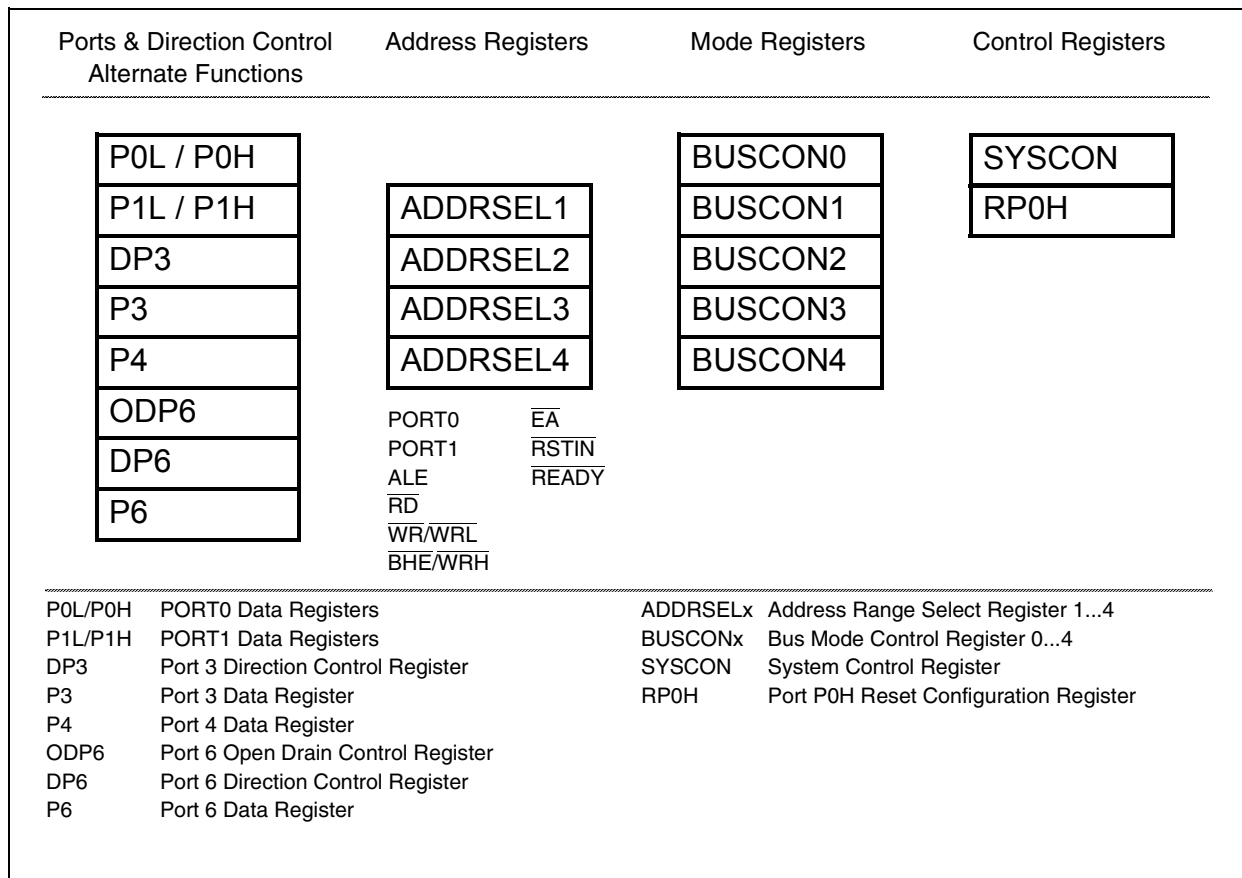 Ports & Direction Control Alternate Functions
Address Registers
Mode Registers
Control Registers
P0L / P0H
P1L / P1H
DP3
P3
P4
ODP6
DP6
P6
ADDRSEL1
ADDRSEL2
ADDRSEL3
ADDRSEL4
PORT0 EA
PORT1 RSTIN
ALE READY
RD
WR/WRL
BHE/WRH
BUSCON0
BUSCON1
BUSCON2
BUSCON3
BUSCON4
SYSCON
RP0H
P0L/P0H PORT0 Data Registers
P1L/P1H PORT1 Data Registers
DP3 Port 3 Direction Control Register
P3 Port 3 Data Register
P4 Port 4 Data Register
ODP6 Port 6 Open Drain Control Register
DP6 Port 6 Direction Control Register
P6 Port 6 Data Register
ADDRSELx Address Range Select Register 1...4
BUSCONx Bus Mode Control Register 0...4
SYSCON System Control Register
RP0H Port P0H Reset Configuration Register